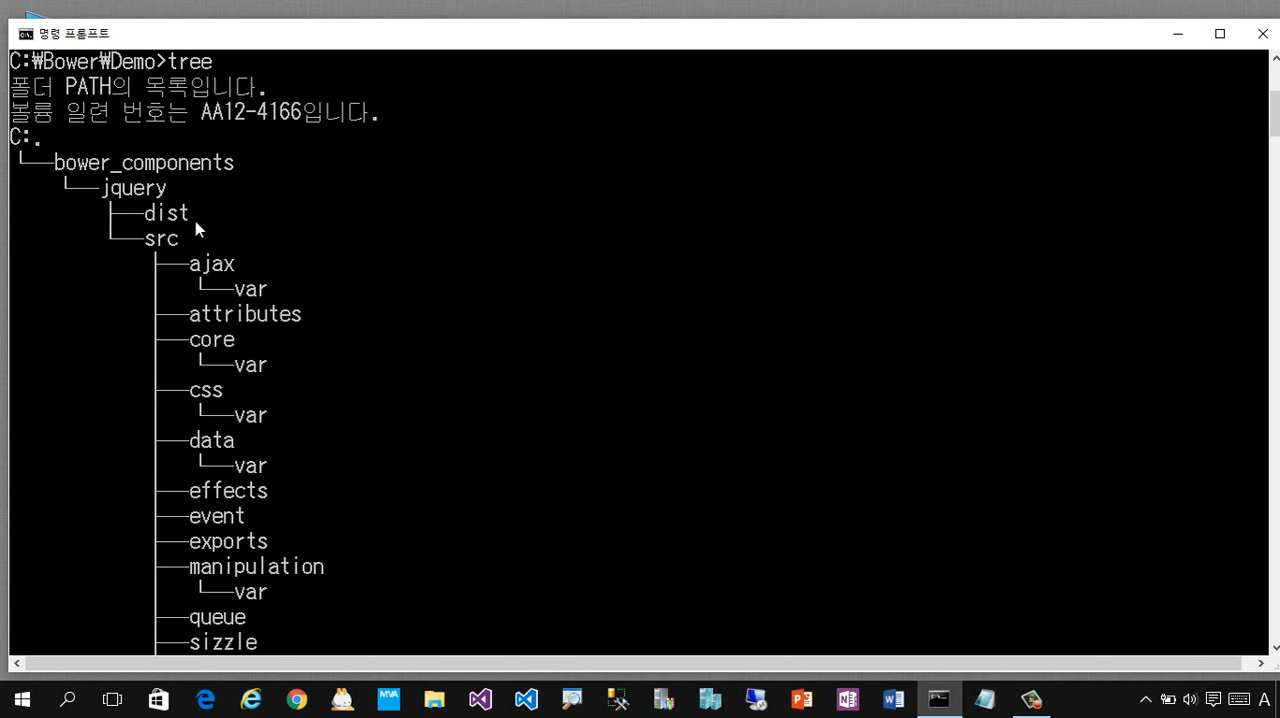 명령 프롬프트
C:\Bower\Demo>tree
폴더 PATH의 목록입니다.
볼륨 일련 번호는 AA12-4166입니다.
C:.
└──bower_components
    └──jquery
        ├──dist
        └──src
            ├──ajax
            │  └──var
            ├──attributes
            ├──core
            │  └──var
            ├──css
            │  └──var
            ├──data
            │  └──var
            ├──effects
            ├──event
            ├──exports
            ├──manipulation
            │  └──var
            ├──queue
            ├──sizzle
MVA
A